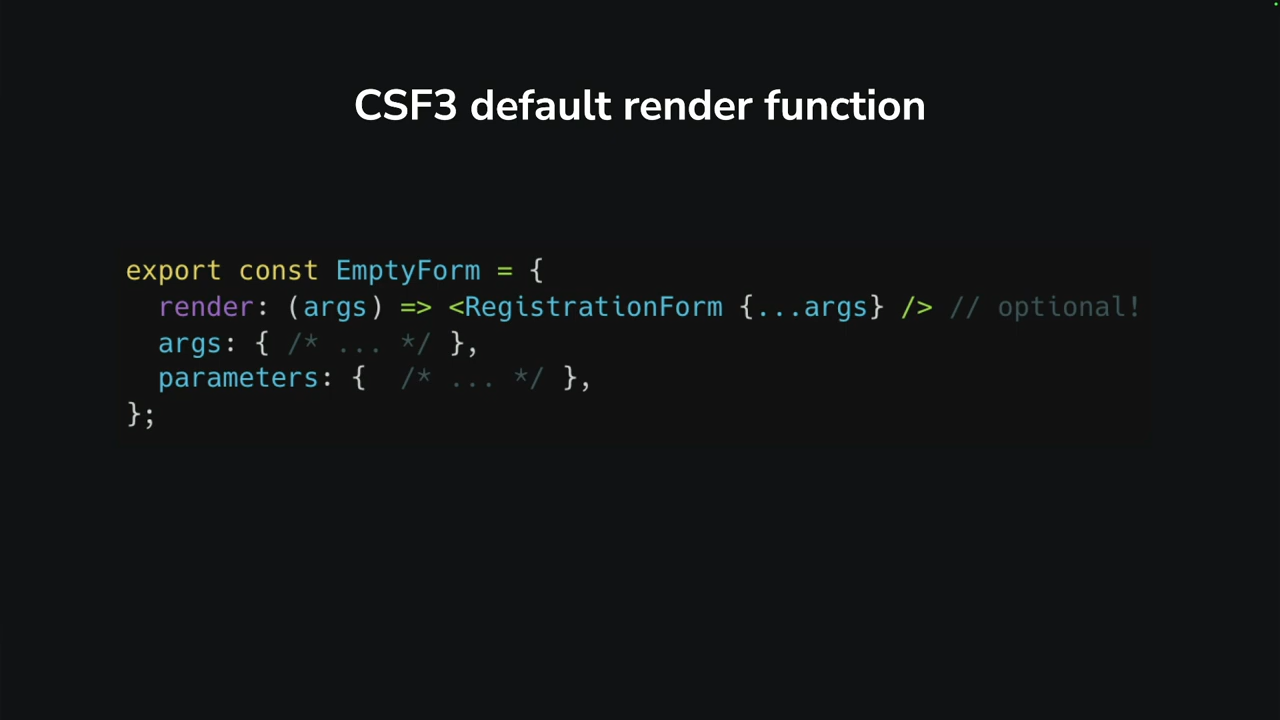 CSF3 default render function
export const EmptyForm = {
  render: (args) => <RegistrationForm {...args} /> // optional!
  args: { /* ... */ },
  parameters: {  /* ... */ },
};